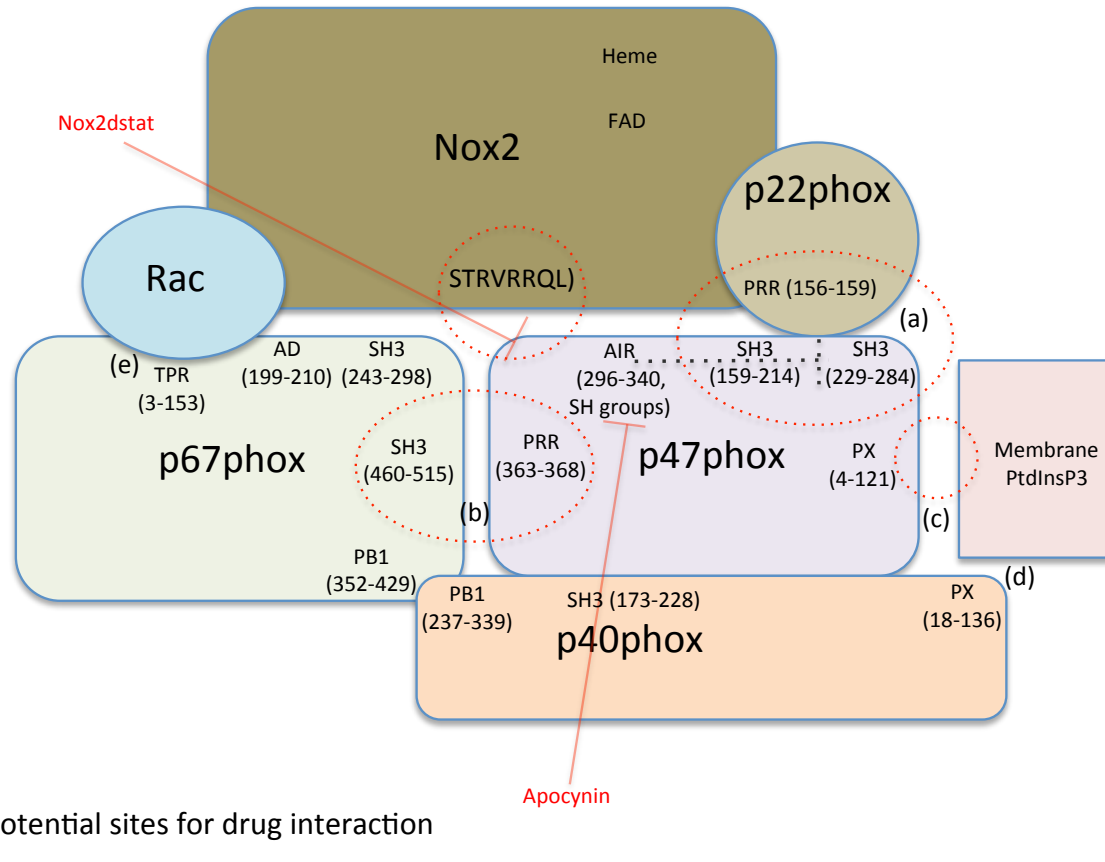 Heme
Nox2dstat
FAD
Nox2
p22phox
Rac
STRVRRQL)
PRR (156-159)
(a)
(e)
TPR
(3-153)
AD
(199-210)
SH3
(243-298)
AIR
(296-340,
SH groups)
SH3
(159-214)
SH3
(229-284)
p67phox
SH3
(460-515)
PRR
(363-368)
p47phox
PX
(4-121)
Membrane
PtdInsP3
(b)
(c)
PB1
(352-429)
(d)
PB1
(237-339)
SH3 (173-228)
p40phox
PX
(18-136)
Apocynin
otential sites for drug interaction